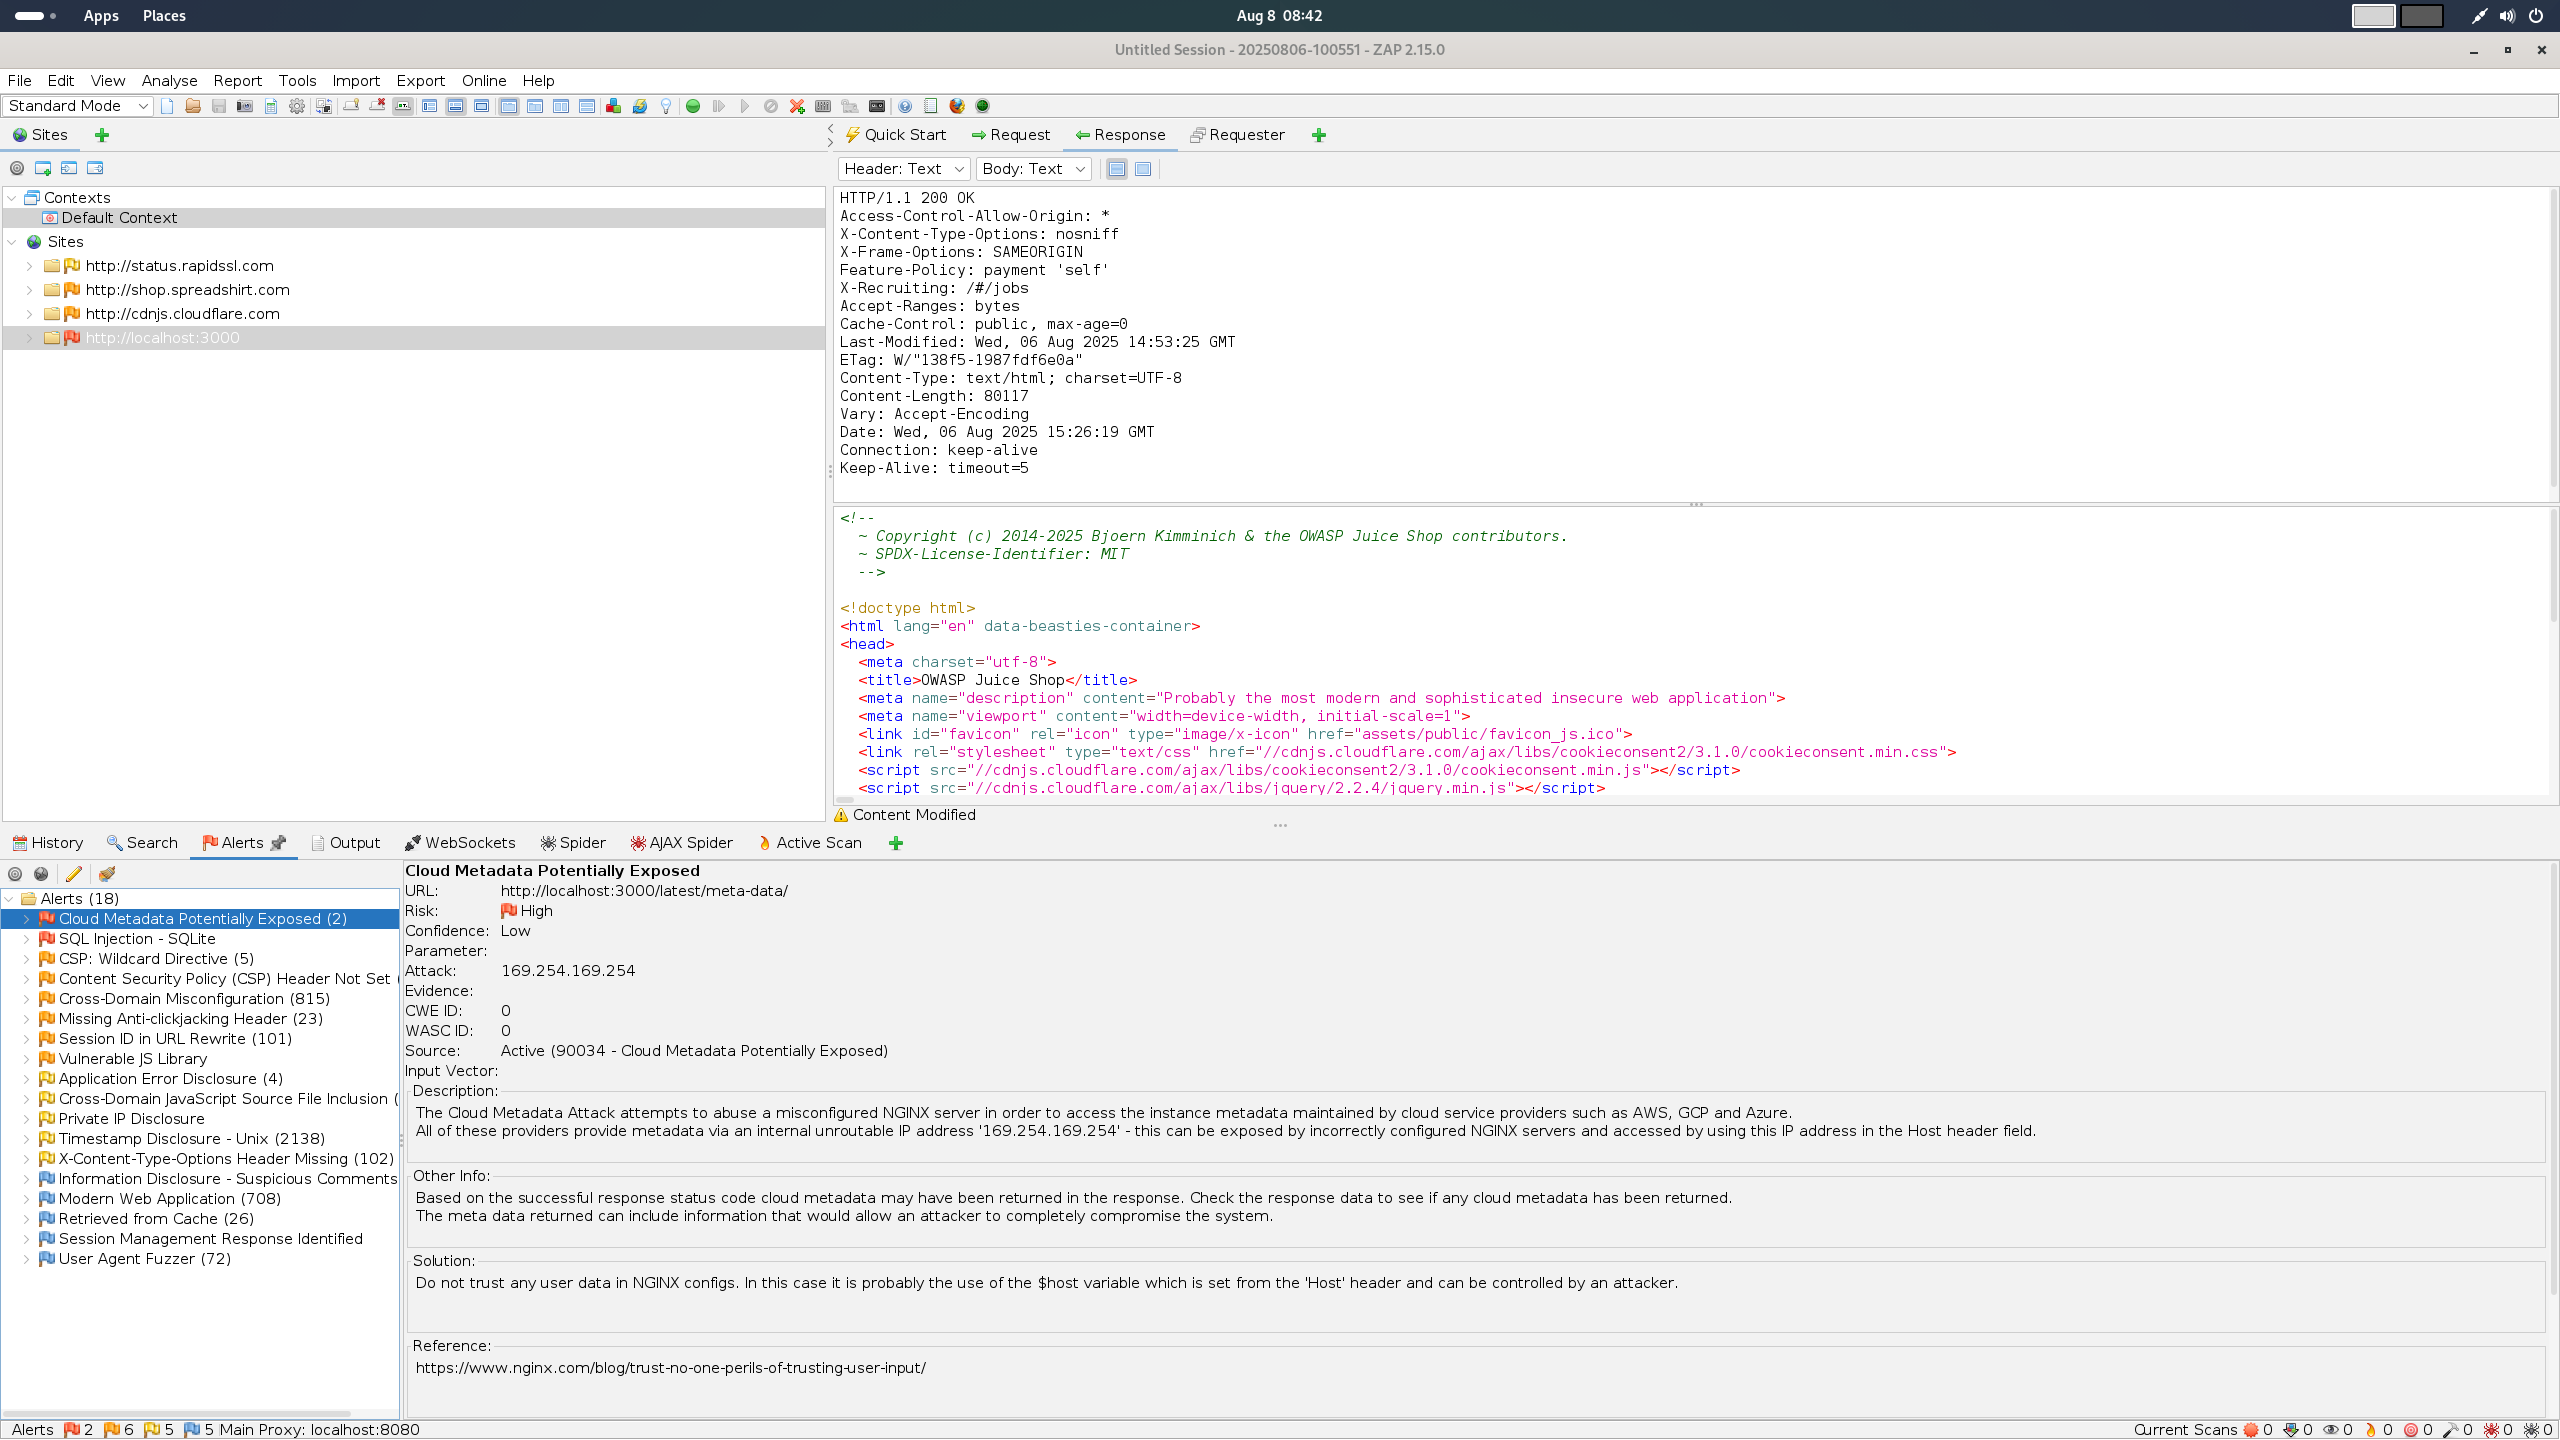 Apps Places Aug 8 08:42
Untitled Session - 20250806-100551 - ZAP 2.15.0
File Edit View Analyse Report Tools Import Export Online Help
Standard Mode
Sites
Quick Start Request Response Requester
Header: Text Body: Text
Contexts
Default Context
Sites
http://status.rapidssl.com
http://shop.spreadshirt.com
http://cdnjs.cloudflare.com
http://localhost:3000
HTTP/1.1 200 OK
Access-Control-Allow-Origin: *
X-Content-Type-Options: nosniff
X-Frame-Options: SAMEORIGIN
Feature-Policy: payment 'self'
X-Recruiting: /#/jobs
Accept-Ranges: bytes
Cache-Control: public, max-age=0
Last-Modified: Wed, 06 Aug 2025 14:53:25 GMT
ETag: W/"138f5-1987fdf6e0a"
Content-Type: text/html; charset=UTF-8
Content-Length: 80117
Vary: Accept-Encoding
Date: Wed, 06 Aug 2025 15:26:19 GMT
Connection: keep-alive
Keep-Alive: timeout=5
<!--
~ Copyright (c) 2014-2025 Bjoern Kimminich & the OWASP Juice Shop contributors.
~ SPDX-License-Identifier: MIT
-->
<!doctype html>
<html lang="en" data-beasties-container>
<head>
<meta charset="utf-8">
<title>OWASP Juice Shop</title>
<meta name="description" content="Probably the most modern and sophisticated insecure web application">
<meta name="viewport" content="width=device-width, initial-scale=1">
<link id="favicon" rel="icon" type="image/x-icon" href="assets/public/favicon_js.ico">
<link rel="stylesheet" type="text/css" href="//cdnjs.cloudflare.com/ajax/libs/cookieconsent2/3.1.0/cookieconsent.min.css">
<script src="//cdnjs.cloudflare.com/ajax/libs/cookieconsent2/3.1.0/cookieconsent.min.js"></script>
<script src="//cdnjs.cloudflare.com/ajax/libs/jquery/2.2.4/jquery.min.js"></script>
Content Modified
History Search Alerts Output WebSockets Spider AJAX Spider Active Scan
Alerts (18)
Cloud Metadata Potentially Exposed (2)
SQL Injection - SQLite
CSP: Wildcard Directive (5)
Content Security Policy (CSP) Header Not Set (
Cross-Domain Misconfiguration (815)
Missing Anti-clickjacking Header (23)
Session ID in URL Rewrite (101)
Vulnerable JS Library
Application Error Disclosure (4)
Cross-Domain JavaScript Source File Inclusion (
Private IP Disclosure
Timestamp Disclosure - Unix (2138)
X-Content-Type-Options Header Missing (102)
Information Disclosure - Suspicious Comments
Modern Web Application (708)
Retrieved from Cache (26)
Session Management Response Identified
User Agent Fuzzer (72)
Cloud Metadata Potentially Exposed
URL: http://localhost:3000/latest/meta-data/
Risk: High
Confidence: Low
Parameter:
Attack: 169.254.169.254
Evidence:
CWE ID: 0
WASC ID: 0
Source: Active (90034 - Cloud Metadata Potentially Exposed)
Input Vector:
Description:
The Cloud Metadata Attack attempts to abuse a misconfigured NGINX server in order to access the instance metadata maintained by cloud service providers such as AWS, GCP and Azure.
All of these providers provide metadata via an internal unroutable IP address '169.254.169.254' - this can be exposed by incorrectly configured NGINX servers and accessed by using this IP address in the Host header field.
Other Info:
Based on the successful response status code cloud metadata may have been returned in the response. Check the response data to see if any cloud metadata has been returned.
The meta data returned can include information that would allow an attacker to completely compromise the system.
Solution:
Do not trust any user data in NGINX configs. In this case it is probably the use of the $host variable which is set from the 'Host' header and can be controlled by an attacker.
Reference:
https://www.nginx.com/blog/trust-no-one-perils-of-trusting-user-input/
Alerts 2 6 5 5 Main Proxy: localhost:8080 Current Scans 0 0 0 0 0 0 0 0